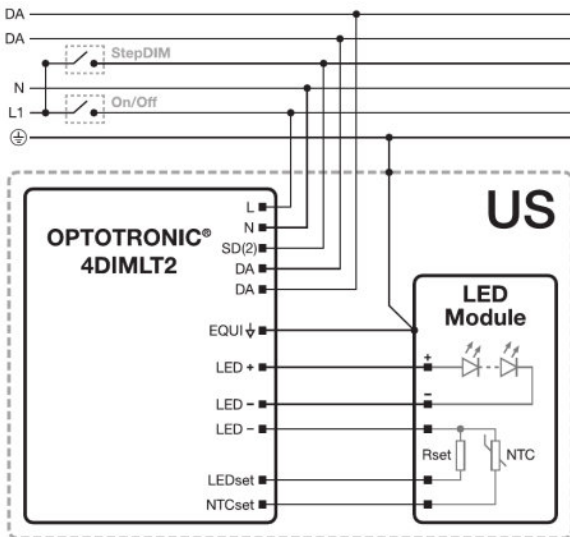 DA
DA
StepDIM
N
On/Off
L1
US
OPTOTRONIC®
4DIMLT2
L
N
SD(2)
DA
DA
EQUI
LED +
LED -
LED -
LEDset
NTCset
LED
Module
+
-
Rset
NTC